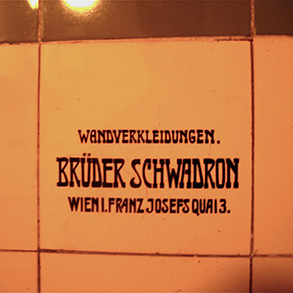 WANDVERKLEIDUNGEN.
BRÜDER SCHWADRON
WIEN I. FRANZ. JOSEFS QUAI 3.